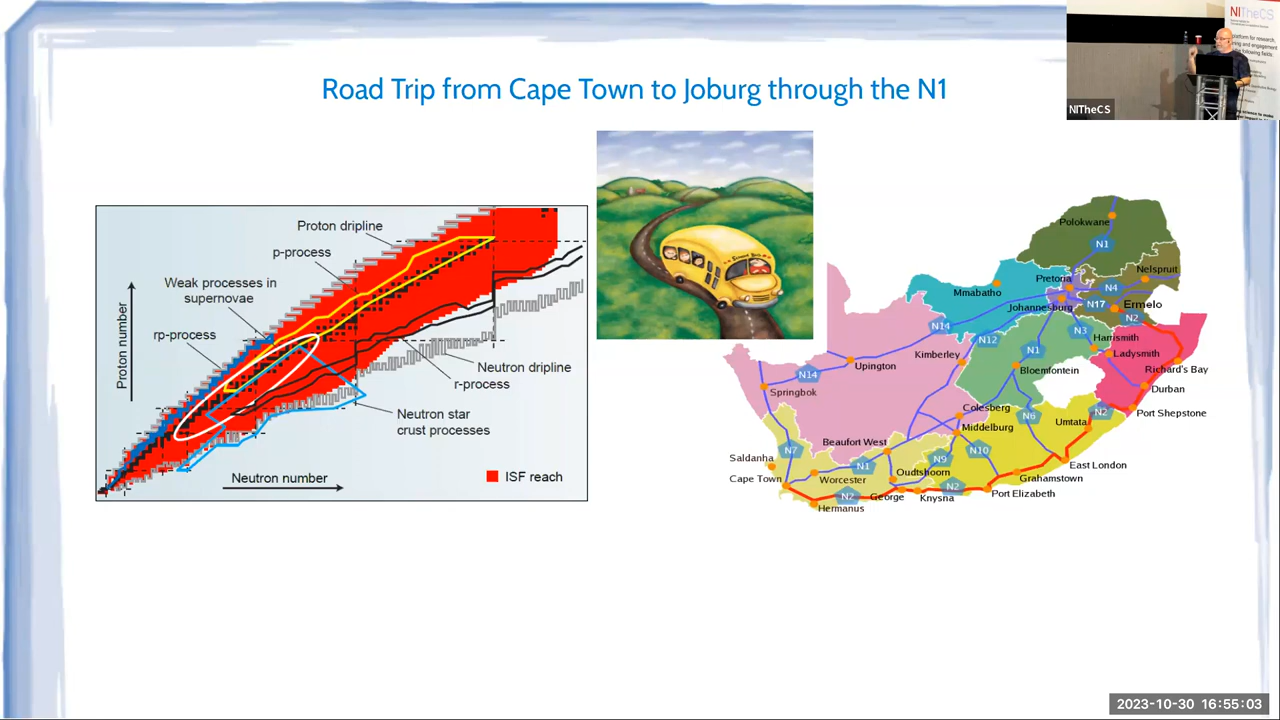 NITheCS
platform for research,
NITheCS
Road Trip from Cape Town to Joburg through the N1
Proton dripline
p-process
Weak processes in
supernovae
rp-process
Proton number
Neutron dripline
r-process
Neutron star
crust processes
Neutron number
ISF reach
Polokwane
N1
Pretoria
Nelspruit
N4
Mmabatho
Johannesburg
N17
Ermelo
N2
N14
N12
N3
Harrismith
Kimberley
N1
Ladysmith
Upington
Bloemfontein
Richard's Bay
N14
Springbok
Durban
Colesberg
N6
N2
Port Shepstone
Umtata
Middelburg
Beaufort West
N7
N10
Saldanha
N9
East London
N1
Oudtshoorn
Cape Town
Worcester
Grahamstown
N2
George
Knysna
N2
Port Elizabeth
Hermanus
2023-10-30 16:55:03